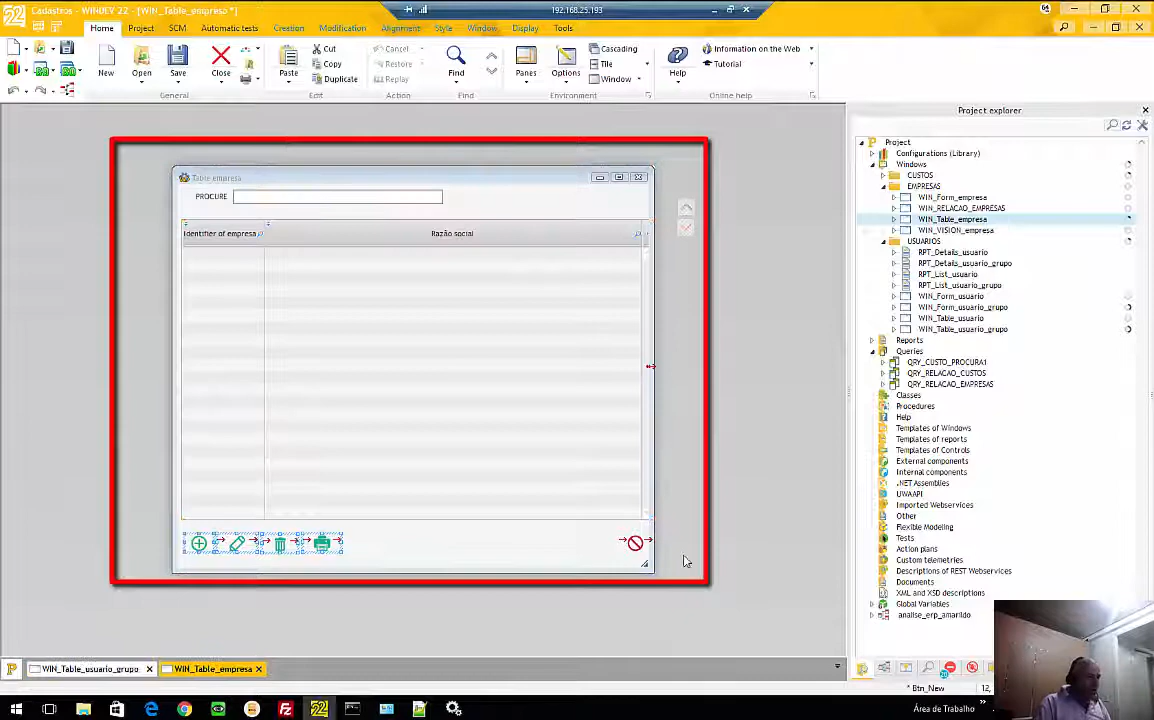 Cadastros - WINDEV 22 - [WIN_Table_empresa *]
192.168.25.193
Home Project SCM Automatic tests Creation Modification Alignment Style Window Display Tools
New Open Save Close General
Paste Cut Copy Duplicate Edit
Cancel Restore Replay Action
Find Find
Panes Options Cascading Tile Window Environment
Help Information on the Web Tutorial Online help
Project explorer
Project
Configurations (Library)
Windows
CUSTOS
EMPRESAS
WIN_Form_empresa
WIN_RELACAO_EMPRESAS
WIN_Table_empresa
WIN_VISION_empresa
USUARIOS
RPT_Details_usuario
RPT_Details_usuario_grupo
RPT_List_usuario
RPT_List_usuario_grupo
WIN_Form_usuario
WIN_Form_usuario_grupo
WIN_Table_usuario
WIN_Table_usuario_grupo
Reports
Queries
QRY_CUSTO_PROCURA1
QRY_RELACAO_CUSTOS
QRY_RELACAO_EMPRESAS
Classes
Procedures
Help
Templates of Windows
Templates of reports
Templates of Controls
External components
Internal components
.NET Assemblies
UWAAPI
Imported Webservices
Other
Flexible Modeling
Tests
Action plans
Custom telemetries
Descriptions of REST Webservices
Documents
XML and XSD descriptions
Global Variables
analise_erp_amarildo
Table empresa
PROCURE
Identifier of empresa
Razão social
WIN_Table_usuario_grupo
WIN_Table_empresa
* Btn_New
12,
Área de Trabalho